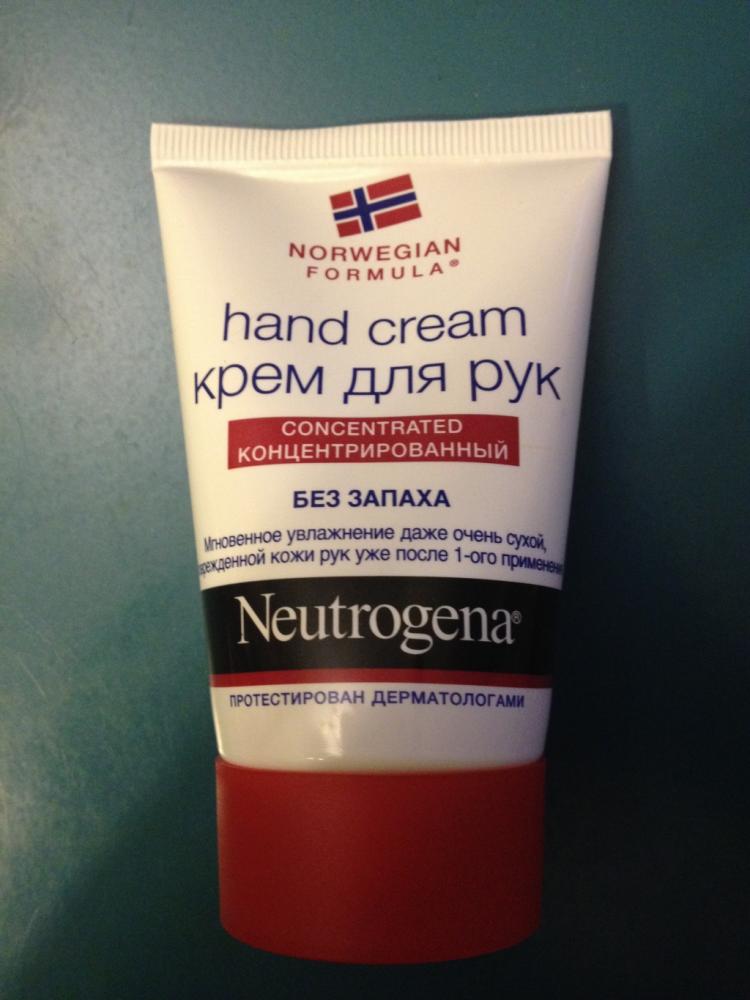 NORWEGIAN
FORMULA®
hand cream
крем для рук
CONCENTRATED
КОНЦЕНТРИРОВАННЫЙ
БЕЗ ЗАПАХА
Мгновенное увлажнение даже очень сухой,
кожи рук уже после 1-ого
Neutrogena®
ПРОТЕСТИРОВАН ДЕРМАТОЛОГАМИ